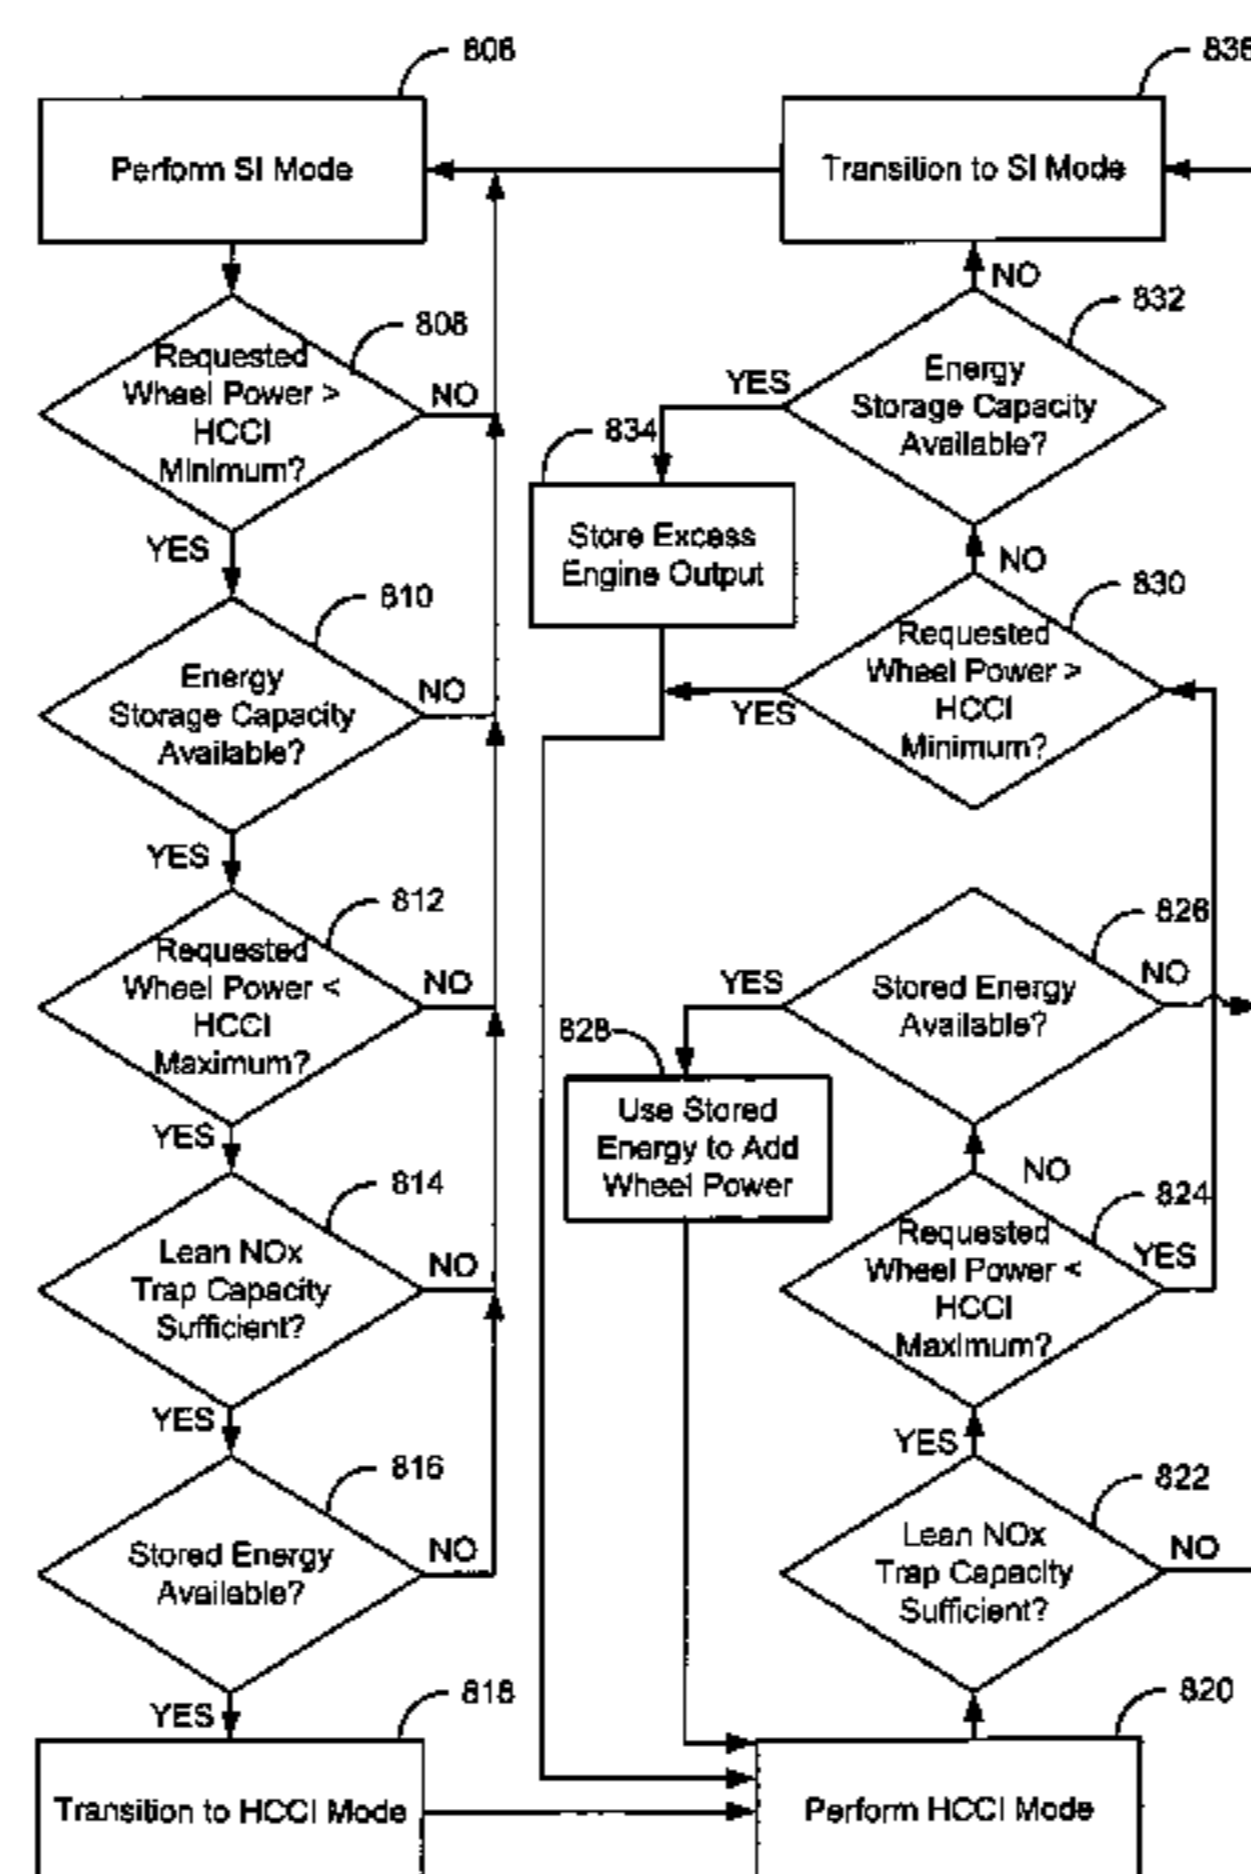 806
Perform SI Mode
808
Requested
Wheel Power >
HCCI
Minimum?
NO
YES
810
Energy
Storage Capacity
Available?
NO
YES
812
Requested
Wheel Power <
HCCI
Maximum?
NO
YES
814
Lean NOx
Trap Capacity
Sufficient?
NO
YES
816
Stored Energy
Available?
NO
YES
818
Transition to HCCI Mode
836
Transition to SI Mode
NO
832
Energy
Storage Capacity
Available?
YES
834
Store Excess
Engine Output
NO
830
Requested
Wheel Power >
HCCI
Minimum?
YES
826
Stored Energy
Available?
NO
YES
828
Use Stored
Energy to Add
Wheel Power
NO
824
Requested
Wheel Power <
HCCI
Maximum?
YES
YES
822
Lean NOx
Trap Capacity
Sufficient?
NO
820
Perform HCCI Mode